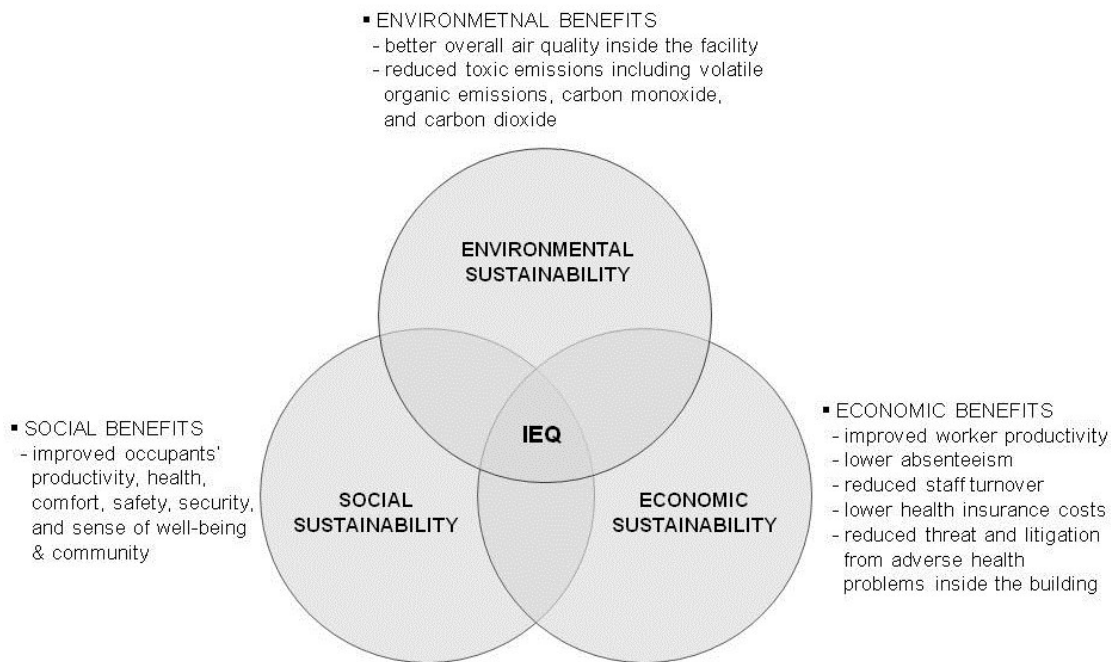 ▪ ENVIRONMETNAL BENEFITS
- better overall air quality inside the facility
- reduced toxic emissions including volatile
organic emissions, carbon monoxide,
and carbon dioxide
ENVIRONMENTAL
SUSTAINABILITY
▪ SOCIAL BENEFITS
- improved occupants'
productivity, health,
comfort, safety, security,
and sense of well-being
& community
IEQ
SOCIAL
SUSTAINABILITY
ECONOMIC
SUSTAINABILITY
▪ ECONOMIC BENEFITS
- improved worker productivity
- lower absenteeism
- reduced staff turnover
- lower health insurance costs
- reduced threat and litigation
from adverse health
problems inside the building